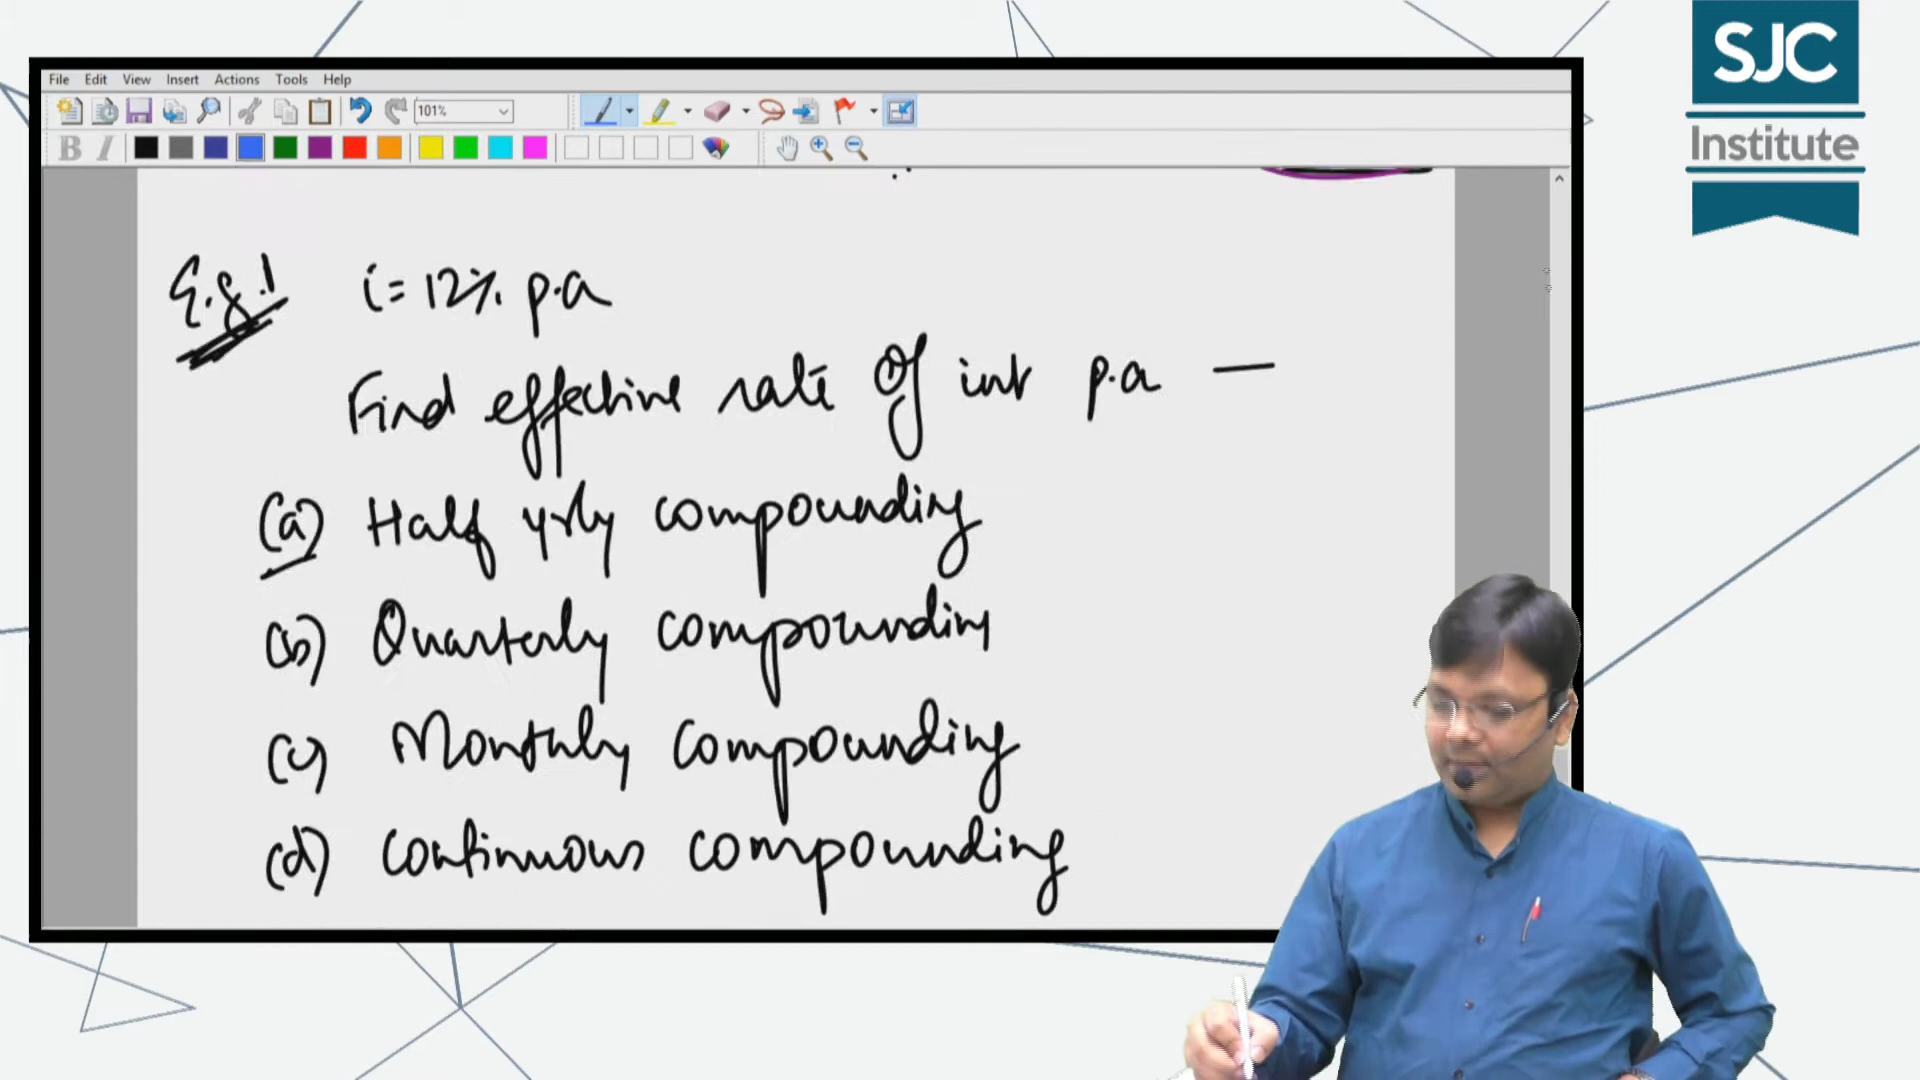 SJC
Institute
File Edit View Insert Actions Tools Help
101%
B I
E.g.1 i = 12% p.a
Find effective rate of int p.a —
(a) Half yrly compounding
(b) Quarterly compounding
(c) Monthly compounding
(d) Continuous compounding